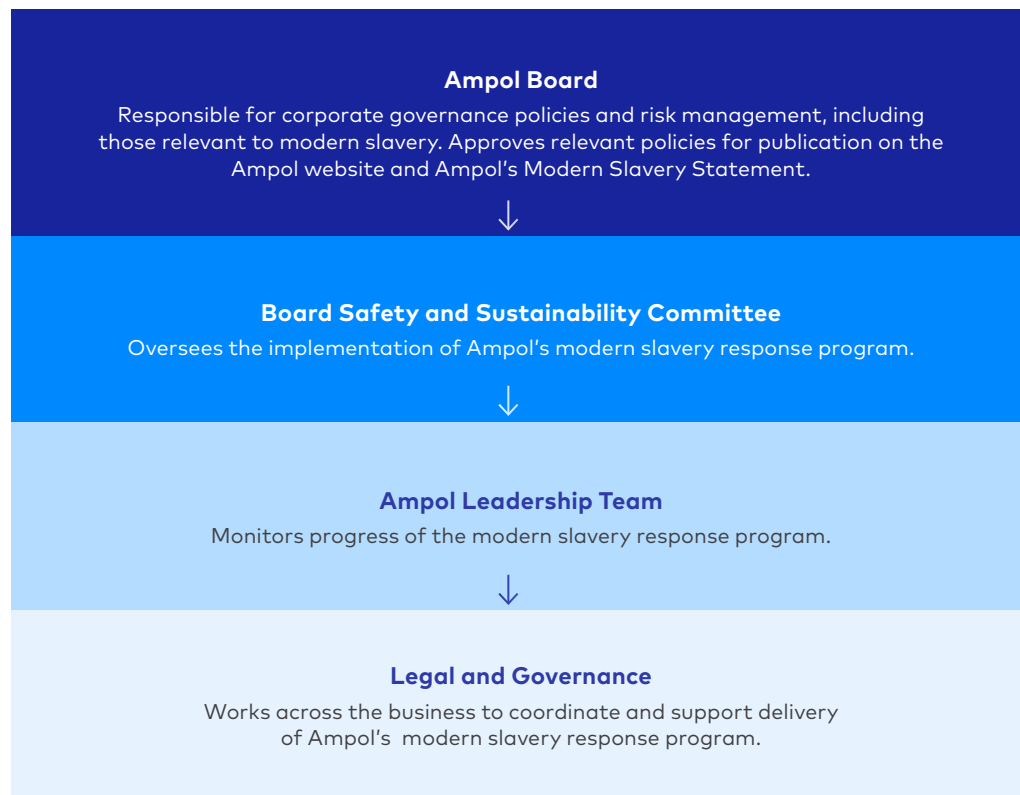 Ampol Board
Responsible for corporate governance policies and risk management, including
those relevant to modern slavery. Approves relevant policies for publication on the
Ampol website and Ampol’s Modern Slavery Statement.
Board Safety and Sustainability Committee
Oversees the implementation of Ampol’s modern slavery response program.
Ampol Leadership Team
Monitors progress of the modern slavery response program.
Legal and Governance
Works across the business to coordinate and support delivery
of Ampol’s  modern slavery response program.